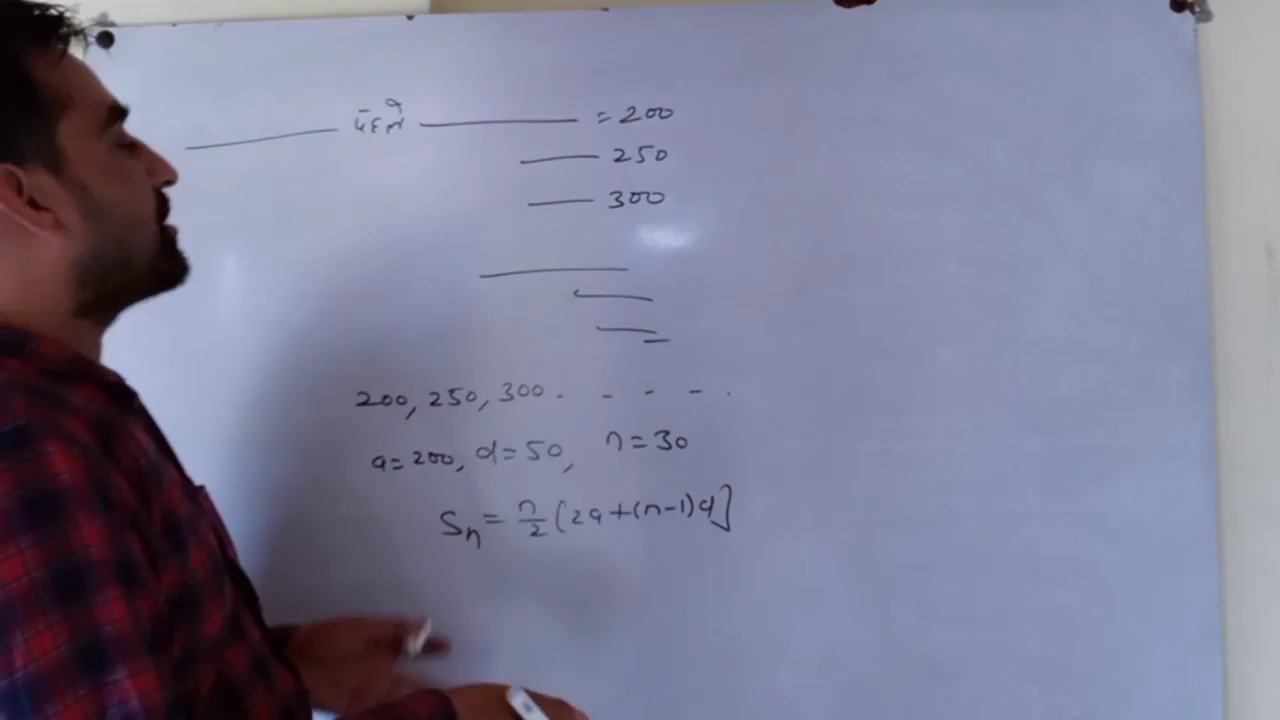 = 200
250
300
200, 250, 300 - - - - .
a = 200, d = 50, n = 30
Sn = n/2 (2a + (n-1)d]